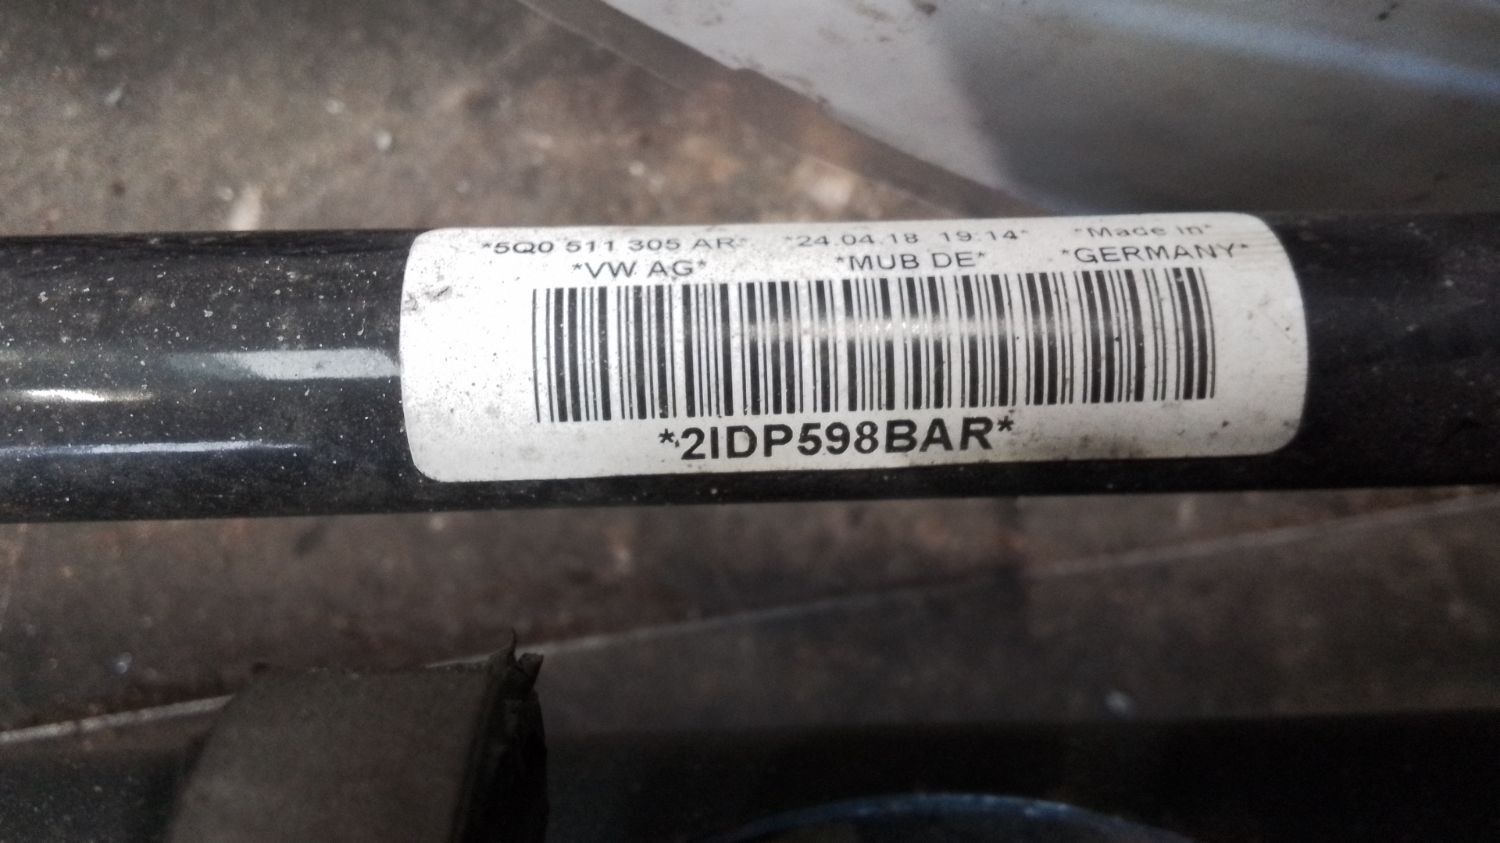 *5Q0 511 305 AR* *24.04.18 19:14* *Made in*
*VW AG* *MUB DE* *GERMANY*
*2IDP598BAR*